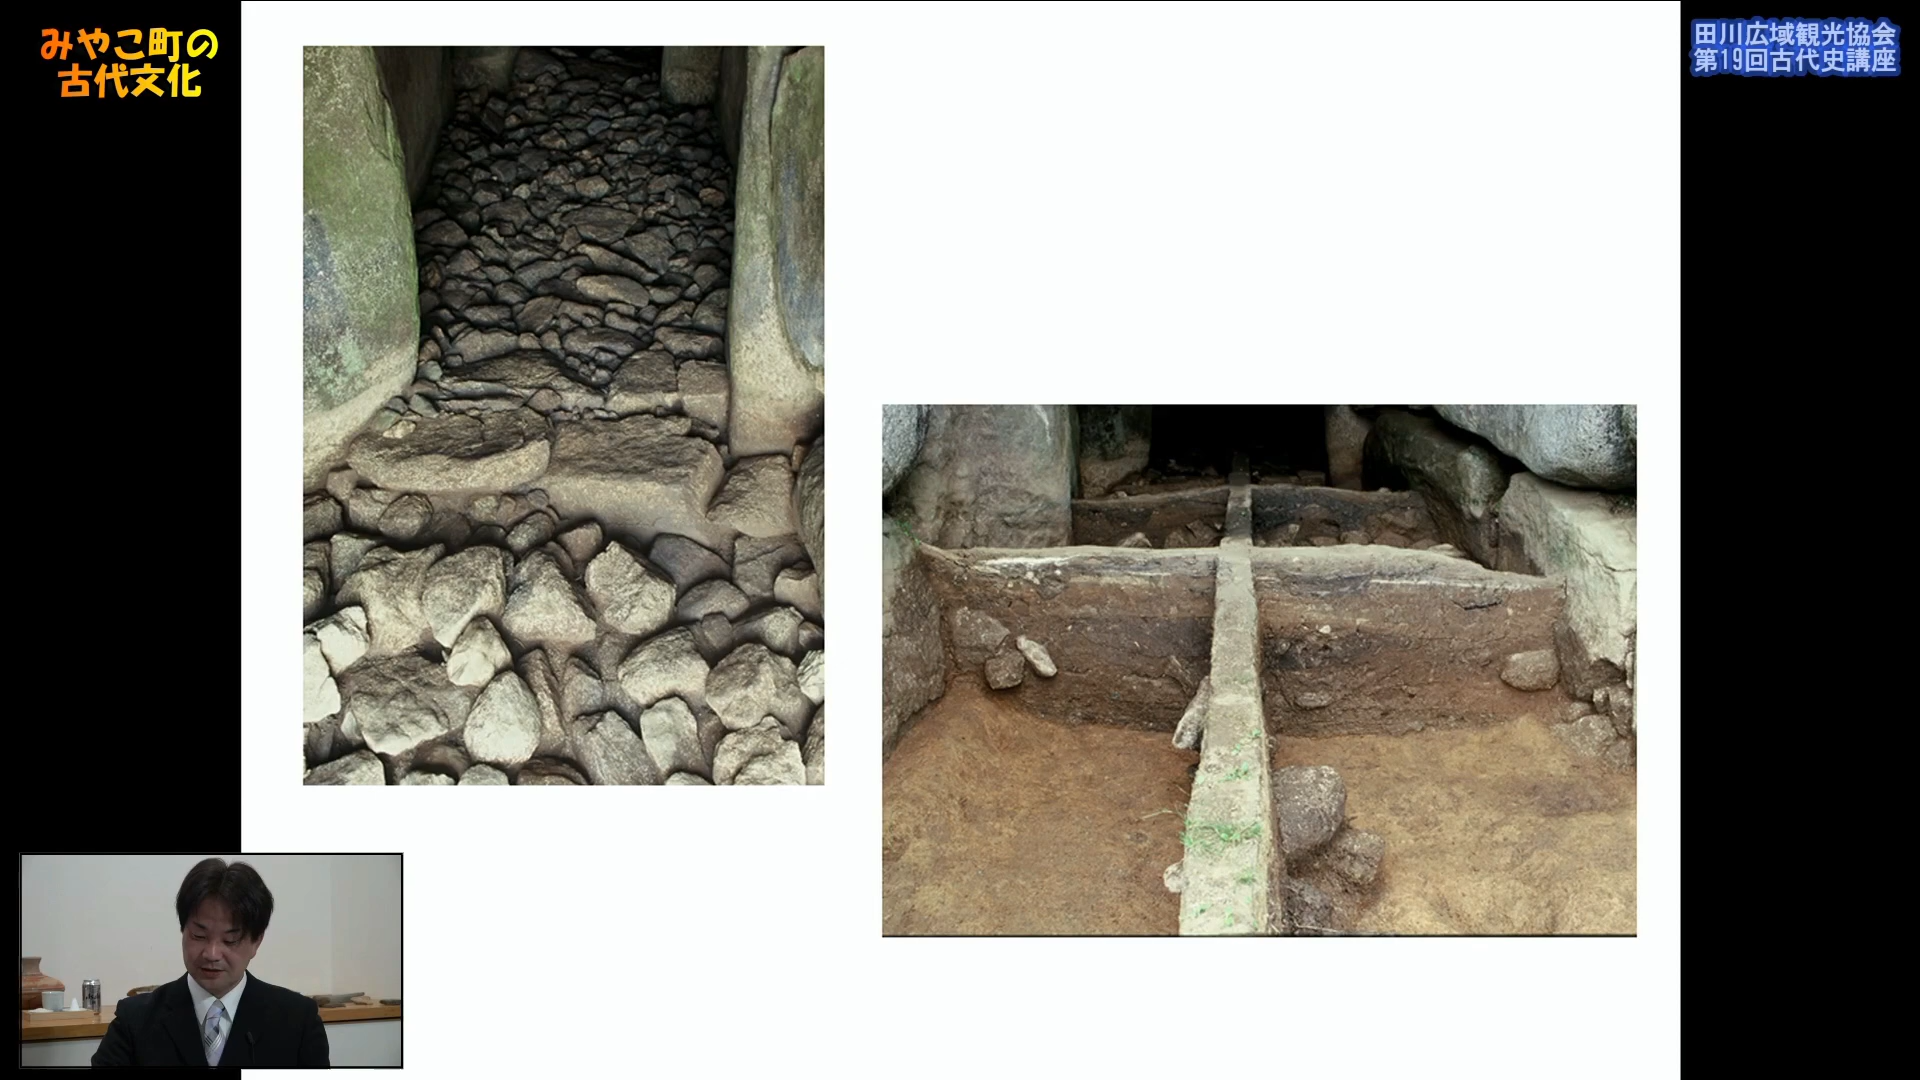 みやこ町の
古代文化
田川広域観光協会
第19回古代史講座